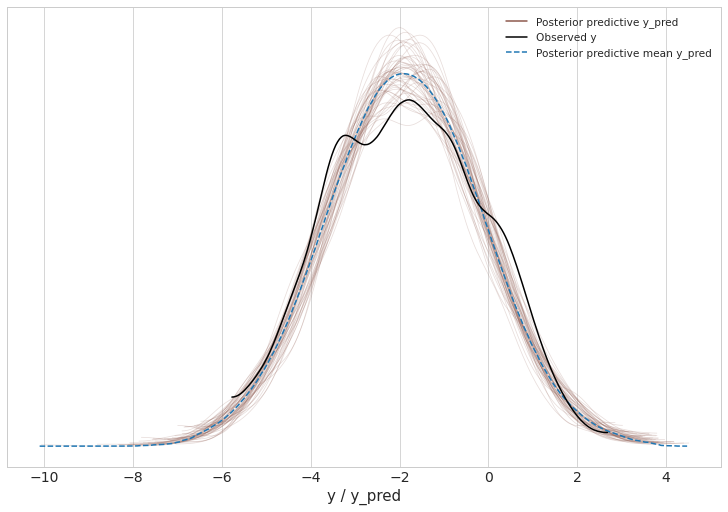 Posterior predictive y_pred
Observed y
Posterior predictive mean y_pred
−10 −8 −6 −4 −2 0 2 4
y / y_pred